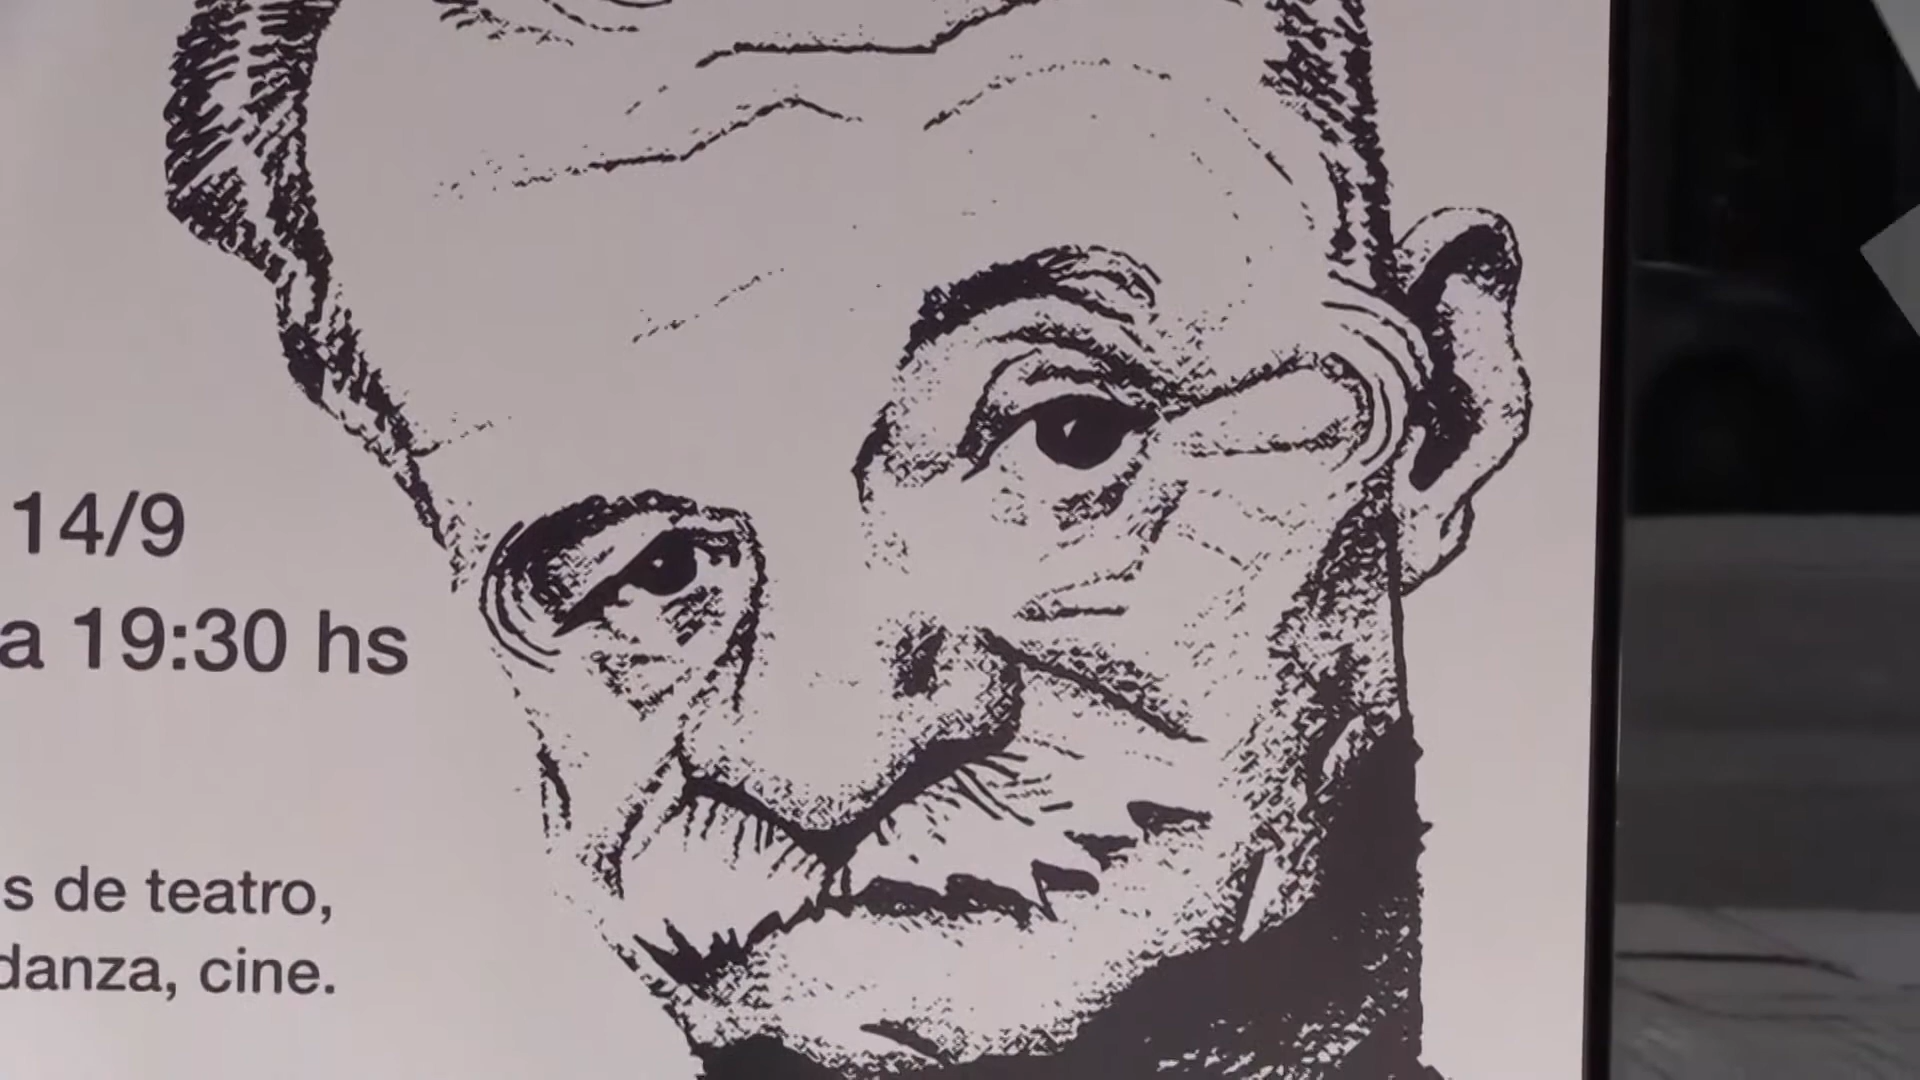 14/9
a 19:30 hs
s de teatro,
danza, cine.